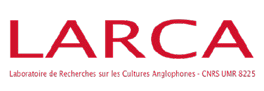 LARCA
Laboratoire de Recherches sur les Cultures Anglophones - CNRS UMR 8225